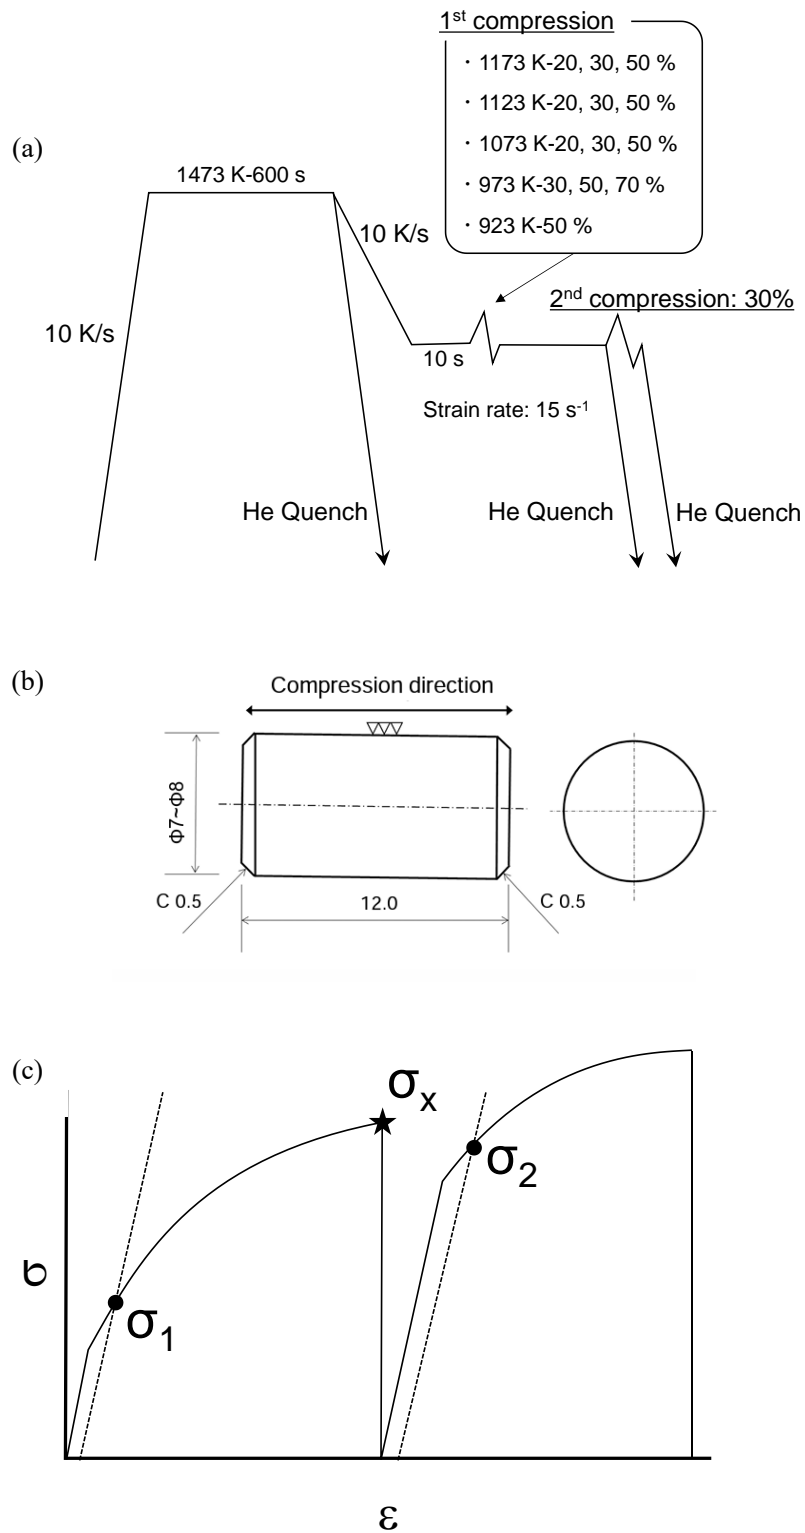 1st compression
・1173 K-20, 30, 50 %
・1123 K-20, 30, 50 %
・1073 K-20, 30, 50 %
・973 K-30, 50, 70 %
・923 K-50 %
(a)
1473 K-600 s
10 K/s
2nd compression: 30%
10 K/s
10 s
Strain rate: 15 s-1
He Quench
He Quench
He Quench
(b)
Compression direction
Φ7~Φ8
C 0.5
12.0
C 0.5
(c)
σx
σ2
σ
σ1
ε